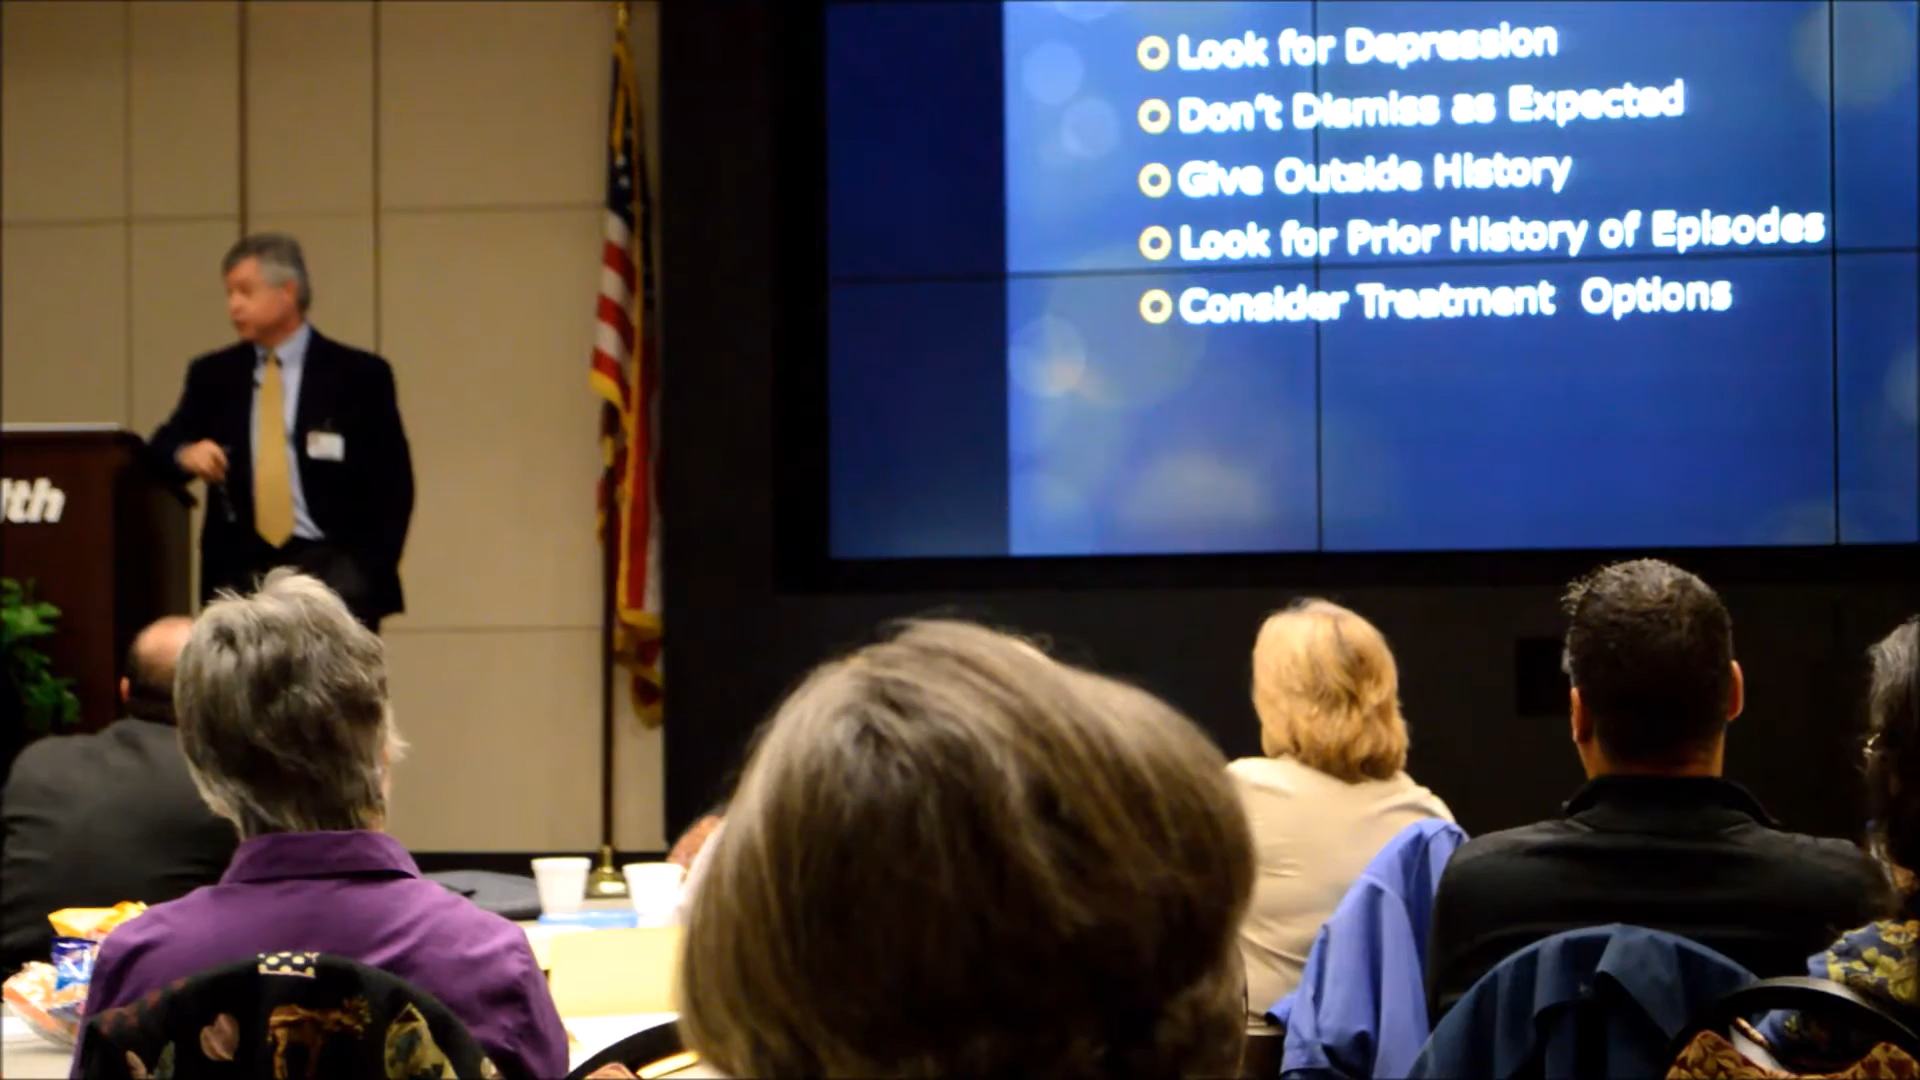 Look for Depression
Don't Dismiss as Expected
Give Outside History
Look for Prior History of Episodes
Consider Treatment Options
lth